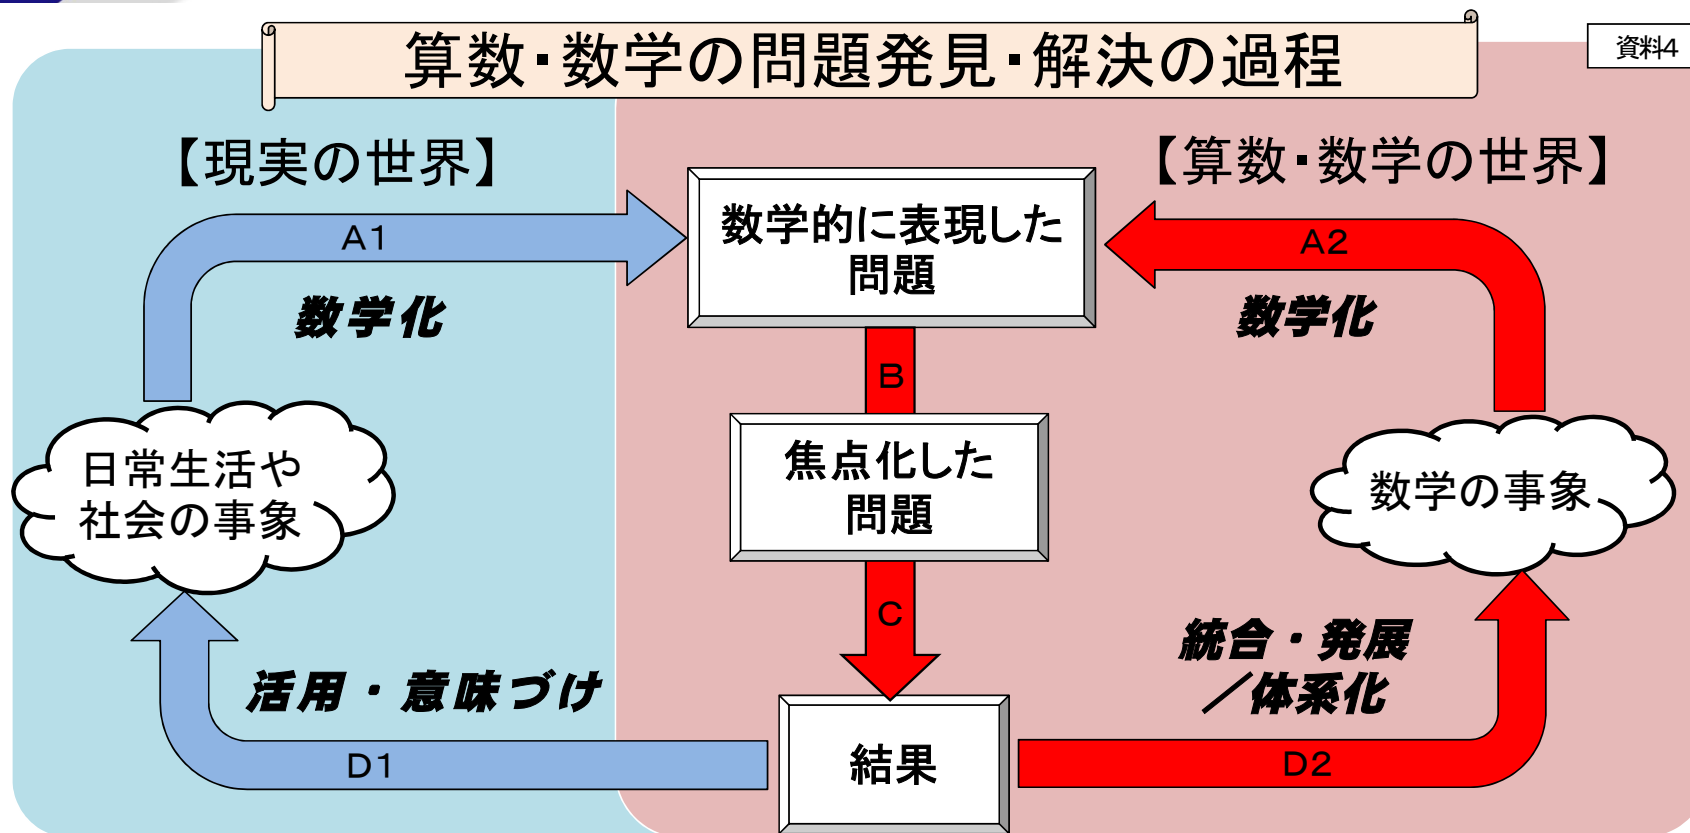 算数・数学の問題発見・解決の過程
資料4
【現実の世界】
【算数・数学の世界】
A1
数学化
数学的に表現した
問題
A2
数学化
B
日常生活や
社会の事象
焦点化した
問題
数学の事象
C
活用・意味づけ
統合・発展
／体系化
D1
結果
D2